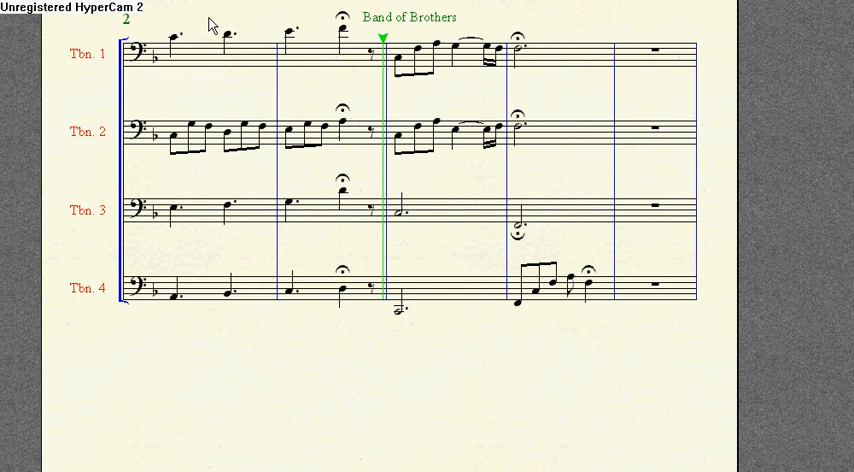 Unregistered HyperCam 2
2
Band of Brothers
Tbn. 1
Tbn. 2
Tbn. 3
Tbn. 4